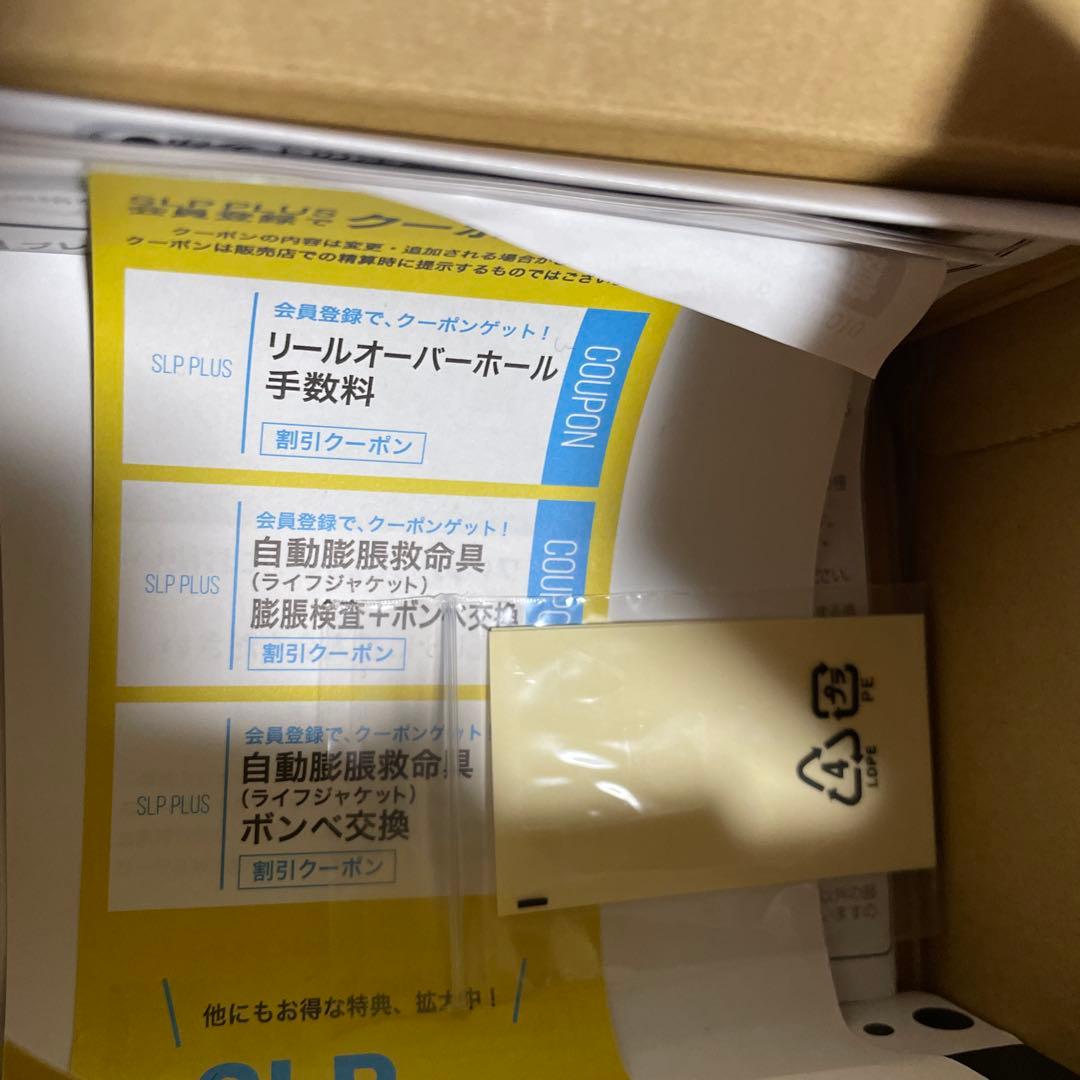 SLP PLUS
会員登録で クーポ
クーポンの内容は変更・追加される場合が
クーポンは販売店での精算時に提示するものではござい
SLP PLUS
会員登録で、クーポンゲット!
リールオーバーホール
手数料
割引クーポン
COUPON
SLP PLUS
会員登録で、クーポンゲット!
自動膨脹救命具
(ライフジャケット)
膨脹検査+ボンベ交換
割引クーポン
COUPO
SLP PLUS
会員登録で、クーポンゲット
自動膨脹救命具
(ライフジャケット)
ボンベ交換
割引クーポン
他にもお得な特典、拡大中!
SLP
プラ
PE
4
LDPE